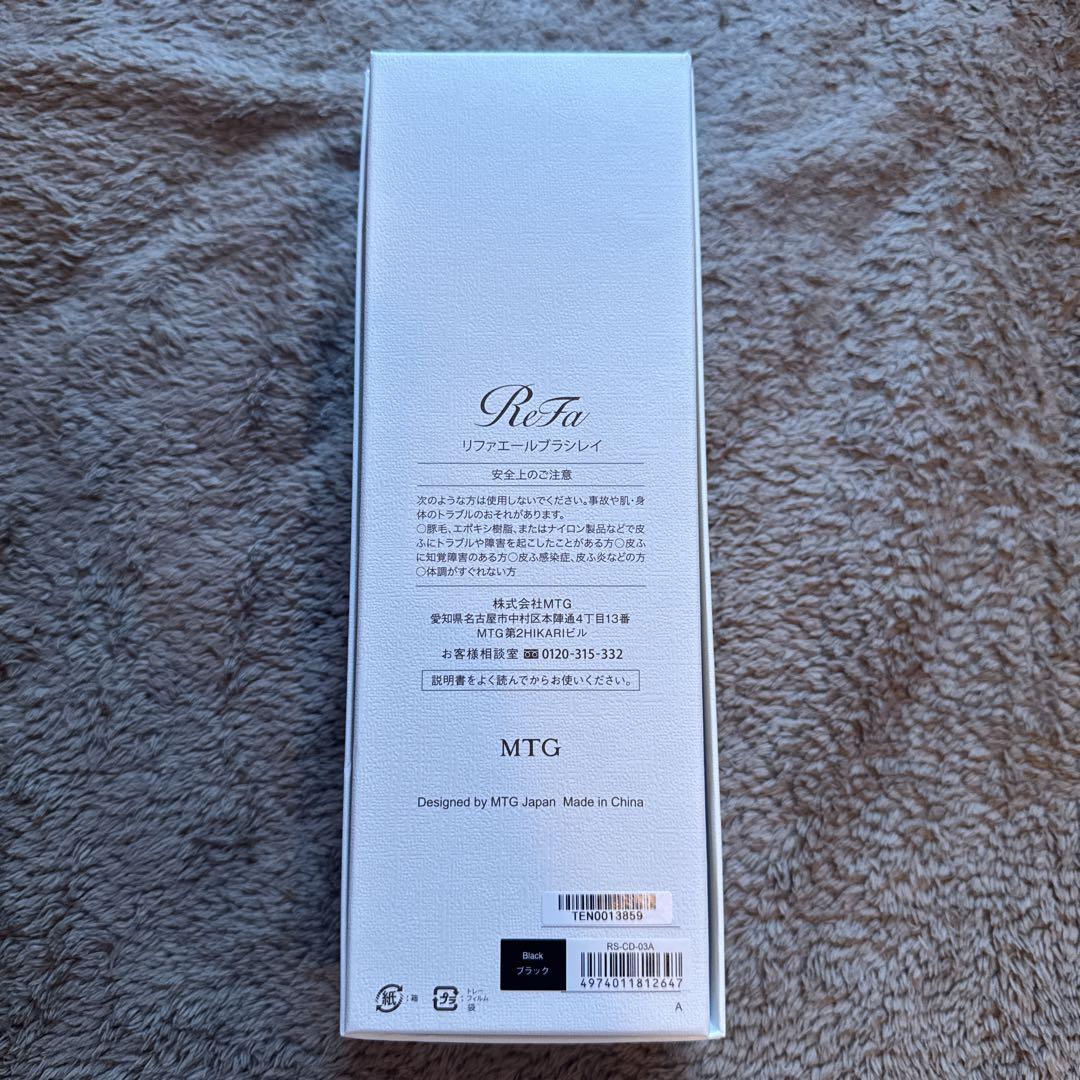 ReFa
リファエールブラシレイ
安全上のご注意
次のような方は使用しないでください。事故や肌・身
体のトラブルのおそれがあります。
○豚毛、エポキシ樹脂、またはナイロン製品などで皮
ふにトラブルや障害を起こしたことがある方○皮ふ
に知覚障害のある方○皮ふ感染症、皮ふ炎などの方
○体調がすぐれない方
株式会社MTG
愛知県名古屋市中村区本陣通4丁目13番
MTG第2HIKARIビル
お客様相談室 0120-315-332
説明書をよく読んでからお使いください。
MTG
Designed by MTG Japan Made in China
TEN0013859
RS-CD-03A
Black
ブラック
4974011812647
紙:箱
プラ
トレー
フィルム
袋
A